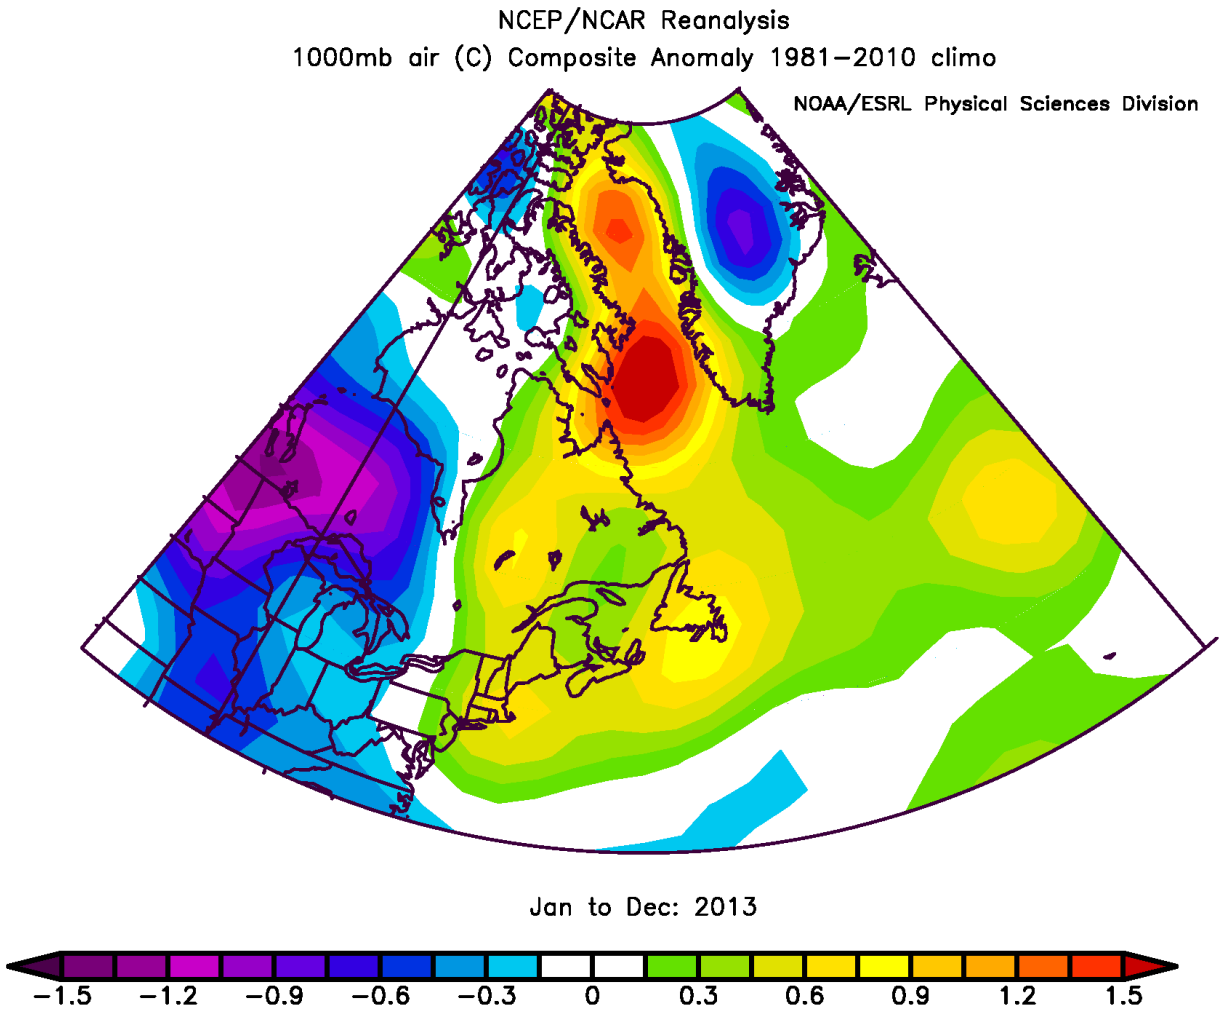 NCEP/NCAR Reanalysis
1000mb air (C) Composite Anomaly 1981-2010 climo
NOAA/ESRL Physical Sciences Division
Jan to Dec: 2013
-1.5 -1.2 -0.9 -0.6 -0.3 0 0.3 0.6 0.9 1.2 1.5